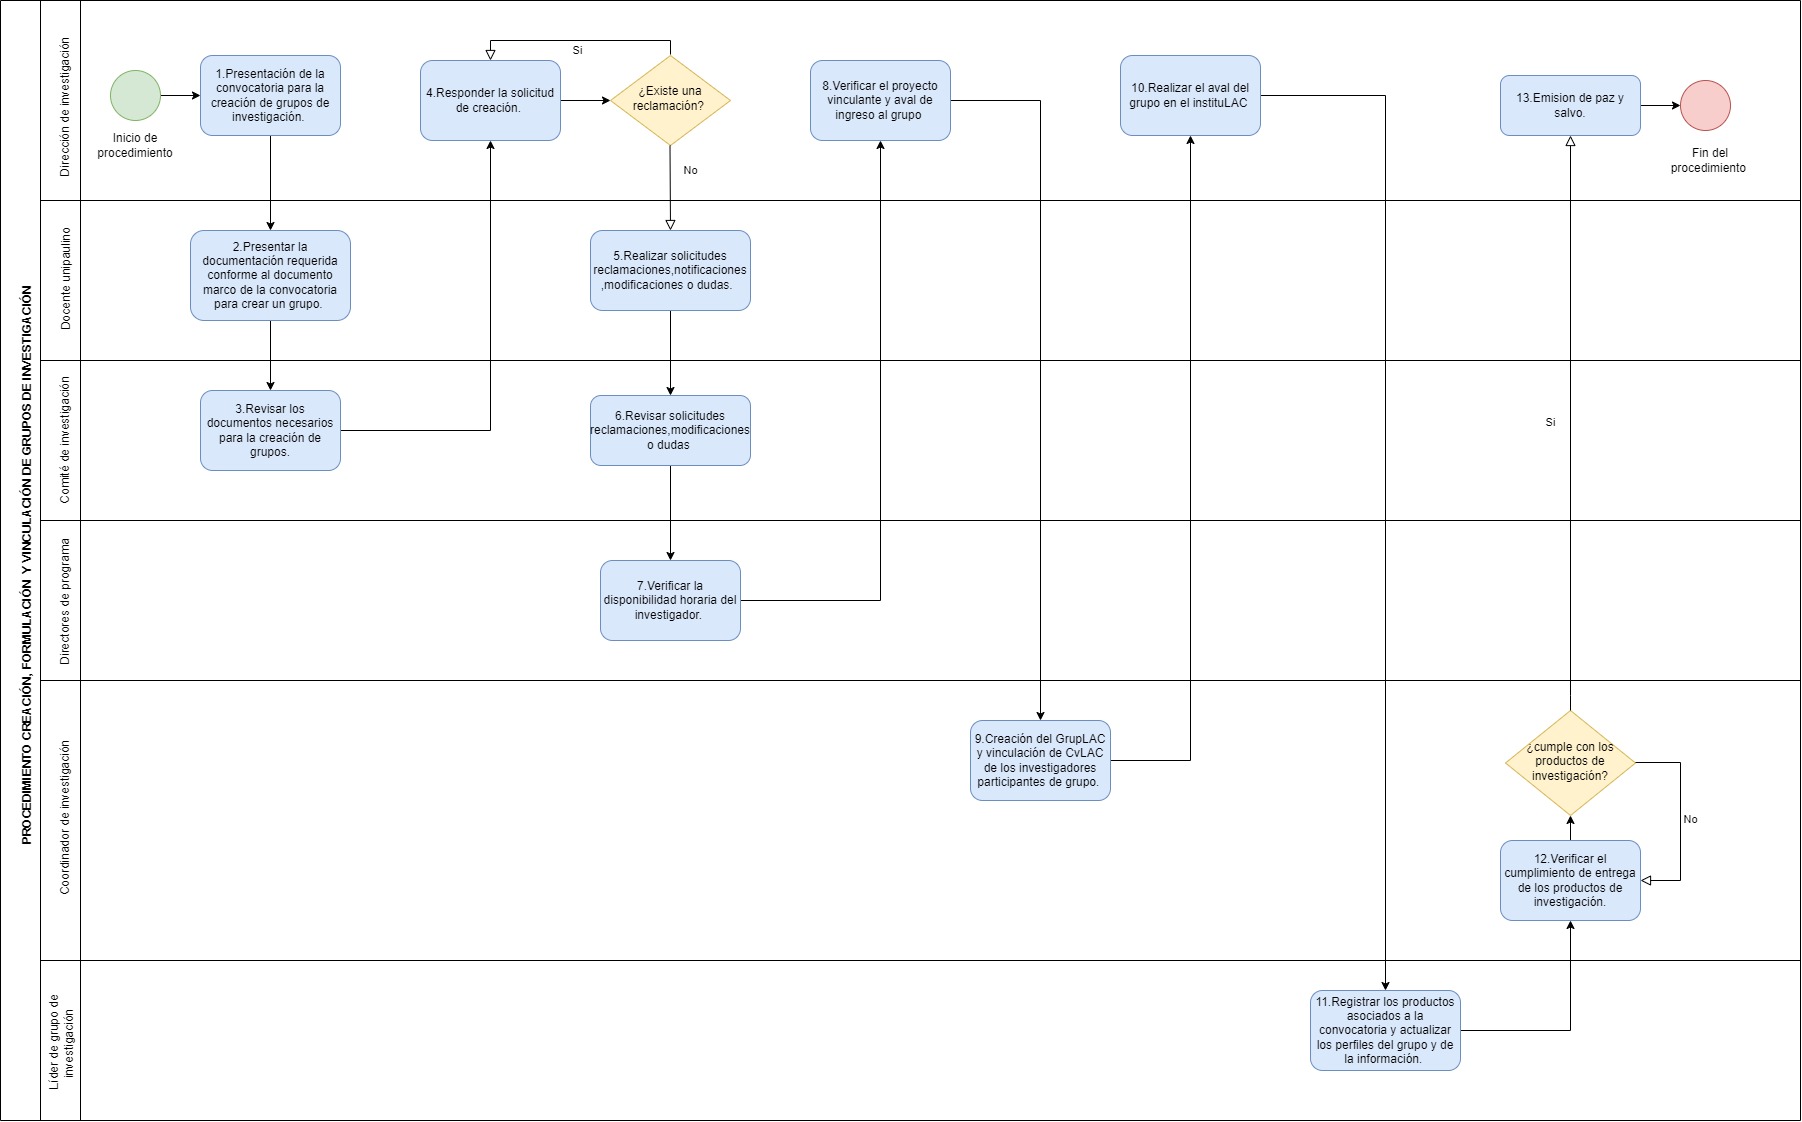 PROCEDIMIENTO CREACIÓN, FORMULACIÓN Y VINCULACIÓN DE GRUPOS DE INVESTIGACIÓN
Dirección de investigación
Inicio de
procedimiento
1.Presentación de la
convocatoria para la
creación de grupos de
investigación.
4.Responder la solicitud
de creación.
Si
¿Existe una
reclamación?
No
8.Verificar el proyecto
vinculante y aval de
ingreso al grupo
10.Realizar el aval del
grupo en el instituLAC
13.Emision de paz y
salvo.
Fin del
procedimiento
Docente unipaulino
2.Presentar la
documentación requerida
conforme al documento
marco de la convocatoria
para crear un grupo.
5.Realizar solicitudes
reclamaciones,notificaciones
,modificaciones o dudas.
Comité de investigación
3.Revisar los
documentos necesarios
para la creación de
grupos.
6.Revisar solicitudes
reclamaciones,modificaciones
o dudas
Si
Directores de programa
7.Verificar la
disponibilidad horaria del
investigador.
Coordinador de investigación
9.Creación del GrupLAC
y vinculación de CvLAC
de los investigadores
participantes de grupo.
¿cumple con los
productos de
investigación?
No
12.Verificar el
cumplimiento de entrega
de los productos de
investigación.
Líder de grupo de
investigación
11.Registrar los productos
asociados a la
convocatoria y actualizar
los perfiles del grupo y de
la información.